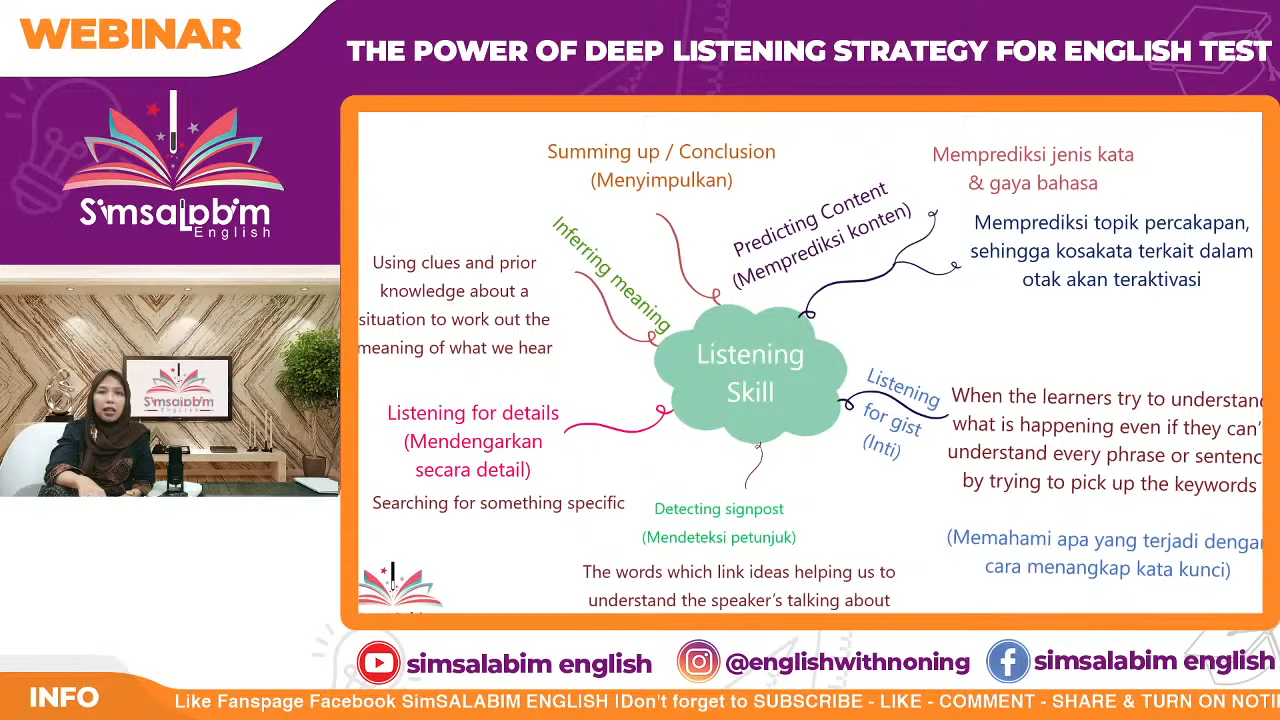 WEBINAR
THE POWER OF DEEP LISTENING STRATEGY FOR ENGLISH TEST
SimsaLabim
English
Summing up / Conclusion
(Menyimpulkan)
Memprediksi jenis kata
& gaya bahasa
Predicting Content
(Memprediksi konten)
Memprediksi topik percakapan,
sehingga kosakata terkait dalam
otak akan teraktivasi
Inferring meaning
Using clues and prior
knowledge about a
situation to work out the
meaning of what we hear
Listening
Skill
Listening
for gist
(Inti)
When the learners try to understand
what is happening even if they can'
understand every phrase or sentenc
by trying to pick up the keywords
(Memahami apa yang terjadi dengan
cara menangkap kata kunci)
Listening for details
(Mendengarkan
secara detail)
Searching for something specific
Detecting signpost
(Mendeteksi petunjuk)
The words which link ideas helping us to
understand the speaker's talking about
SimsaLabim
English
simsalabim english
@englishwithnoning
simsalabim english
INFO
Like Fanspage Facebook SimSALABIM ENGLISH IDon't forget to SUBSCRIBE - LIKE - COMMENT - SHARE & TURN ON NOTI